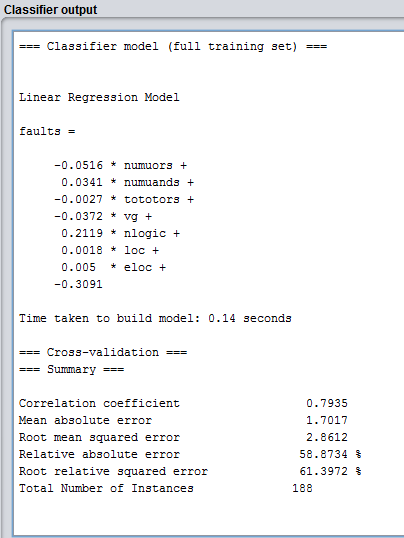 Classifier output
=== Classifier model (full training set) ===
Linear Regression Model
faults =
-0.0516 * numuors +
0.0341 * numuands +
-0.0027 * tototors +
-0.0372 * vg +
0.2119 * nlogic +
0.0018 * loc +
0.005  * eloc +
-0.3091
Time taken to build model: 0.14 seconds
=== Cross-validation ===
=== Summary ===
Correlation coefficient 0.7935
Mean absolute error 1.7017
Root mean squared error 2.8612
Relative absolute error 58.8734 %
Root relative squared error 61.3972 %
Total Number of Instances 188